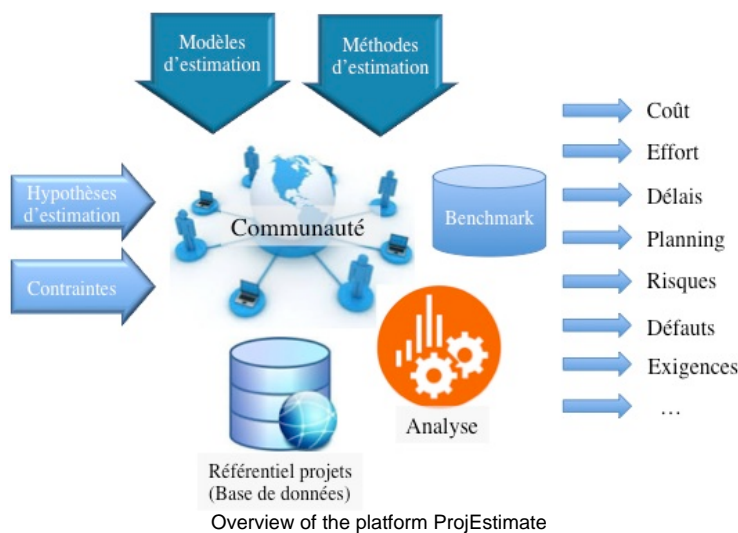 Modèles
d'estimation
Méthodes
d'estimation
Hypothèses
d'estimation
Contraintes
Communauté
Benchmark
Coût
Effort
Délais
Planning
Risques
Défauts
Exigences
…
Analyse
Référentiel projets
(Base de données)
Overview of the platform ProjEstimate